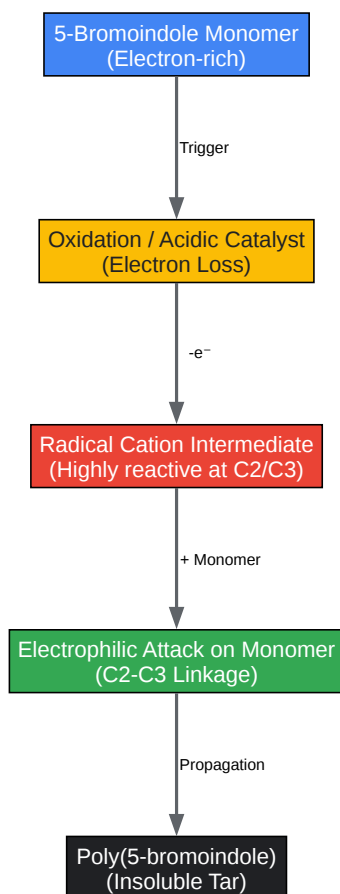 5-Bromoindole Monomer
(Electron-rich)
Trigger
Oxidation / Acidic Catalyst
(Electron Loss)
-e⁻
Radical Cation Intermediate
(Highly reactive at C2/C3)
+ Monomer
Electrophilic Attack on Monomer
(C2-C3 Linkage)
Propagation
Poly(5-bromoindole)
(Insoluble Tar)